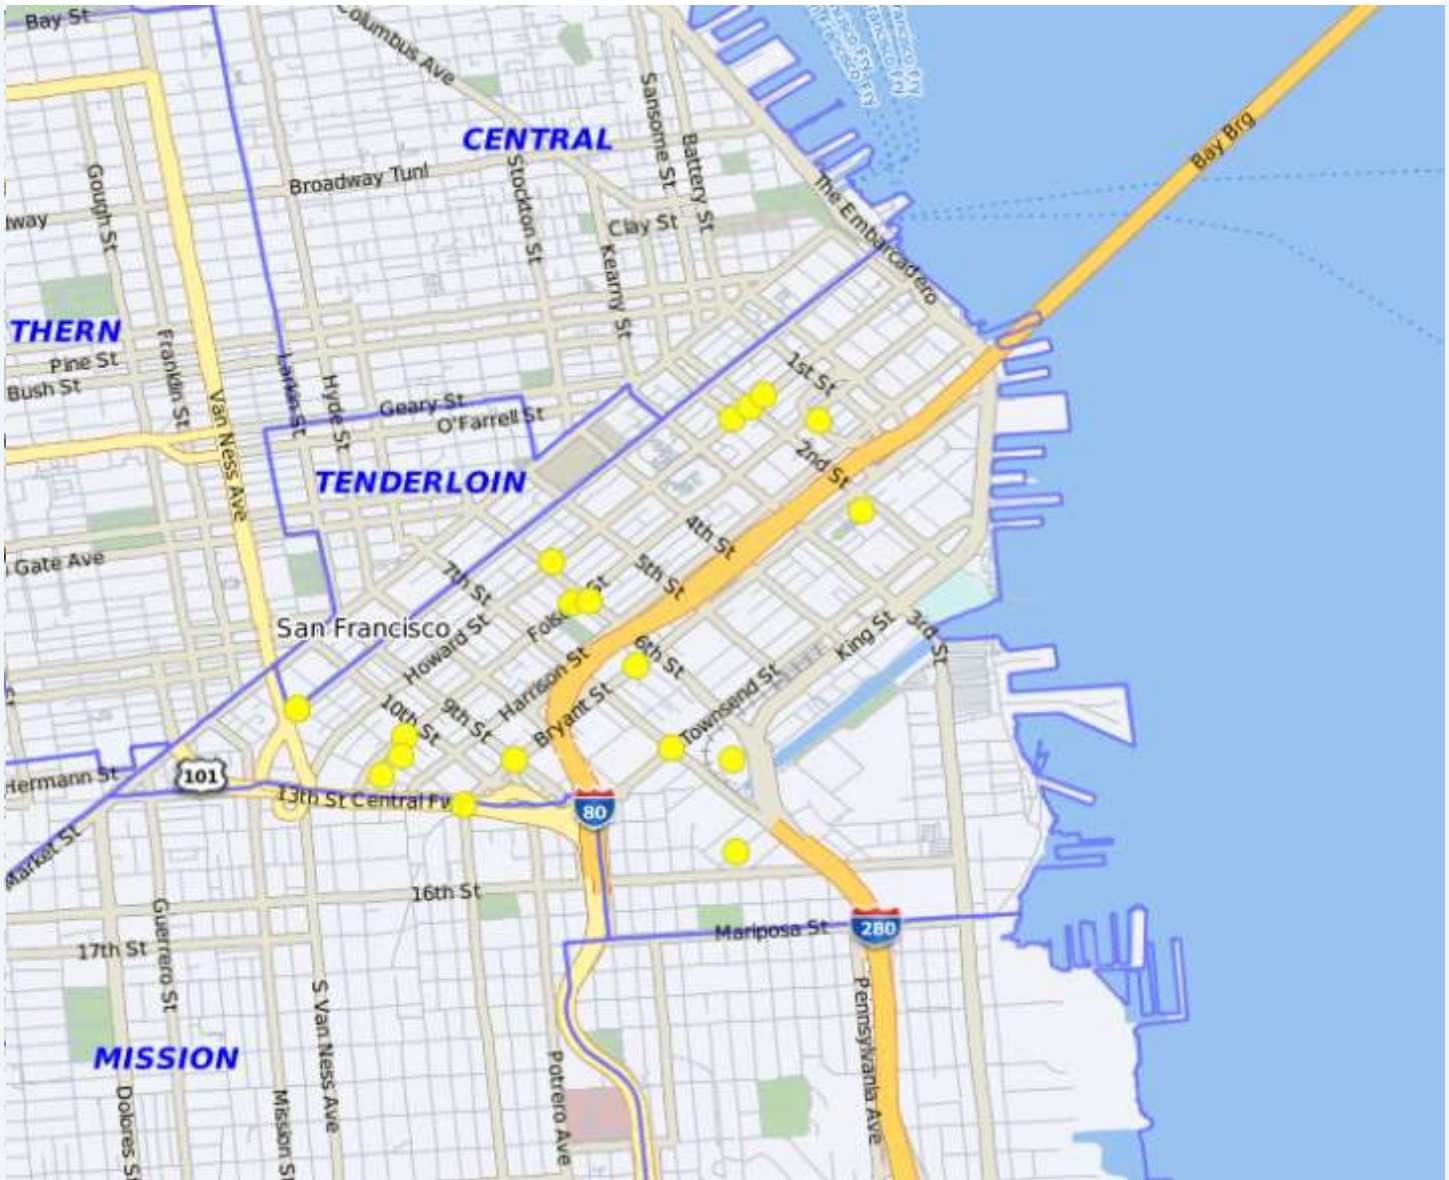 Bay St
Columbus Ave
Sansome St
Battery St
CENTRAL
Bay Brg
Gough St
Broadway Tunl
Stockton St
The Embarcadero
way
Clay St
Kearny St
THERN
Pine St
Bush St
Franklin St
Larkin St
Hyde St
Van Ness Ave
Geary St
O'Farrell St
1st St
TENDERLOIN
2nd St
4th St
Gate Ave
7th St
5th St
St
San Francisco
Howard St
6th St
King St
3rd St
Harrison St
Bryant St
Townsend St
10th St
9th St
Hermann St
101
13th St Central
80
Market St
16th St
Guerrero St
17th St
Mariposa St
280
S Van Ness Ave
Pennsylvania Ave
MISSION
Potrero Ave
Dolores St
Mission St